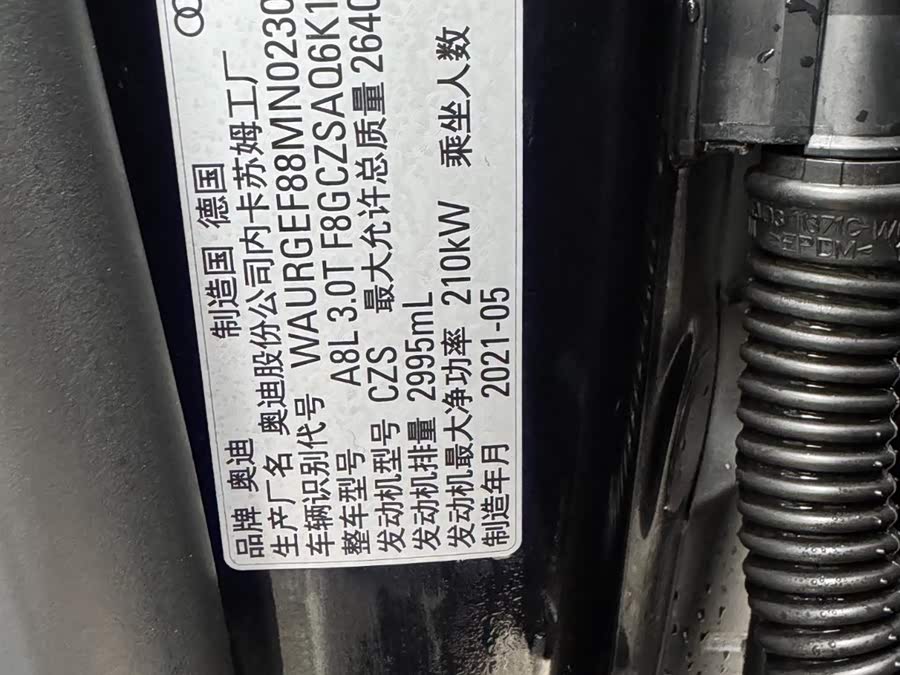 品牌 奥迪 制造国 德国
生产厂名 奥迪股份公司内卡苏姆工厂
车辆识别代号 WAURGEF88MN0230
整车型号 A8L 3.0T F8GCZSAQ6K1
发动机型号 CZS 最大允许总质量 2640
发动机排量 2995mL
发动机最大净功率 210kW 乘坐人数
制造年月 2021-05
>EPDM<